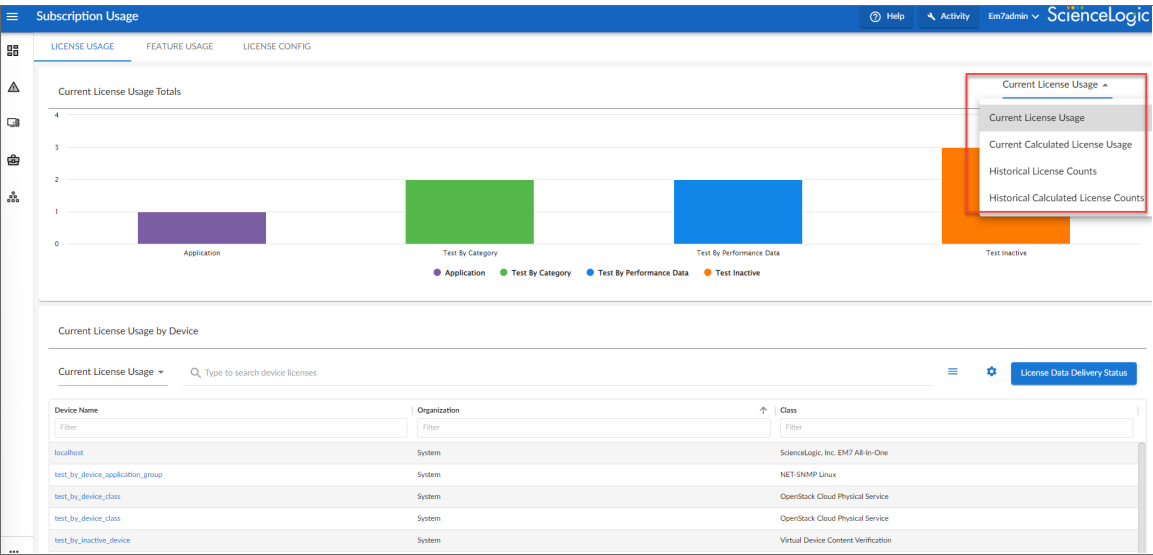 Subscription Usage
Help
Activity
Em7admin
ScienceLogic
LICENSE USAGE
FEATURE USAGE
LICENSE CONFIG
Current License Usage Totals
Current License Usage
Current License Usage
Current Calculated License Usage
Historical License Counts
Historical Calculated License Counts
4
3
2
1
0
Application
Test By Category
Test By Performance Data
Test Inactive
Application
Test By Category
Test By Performance Data
Test Inactive
Current License Usage by Device
Current License Usage
Type to search device licenses
License Data Delivery Status
Device Name
Organization
Class
Filter
Filter
Filter
localhost
System
ScienceLogic, Inc. EM7 All-In-One
test_by_device_application_group
System
NET-SNMP Linux
test_by_device_class
System
OpenStack Cloud Physical Service
test_by_device_class
System
OpenStack Cloud Physical Service
test_by_inactive_device
System
Virtual Device Content Verification